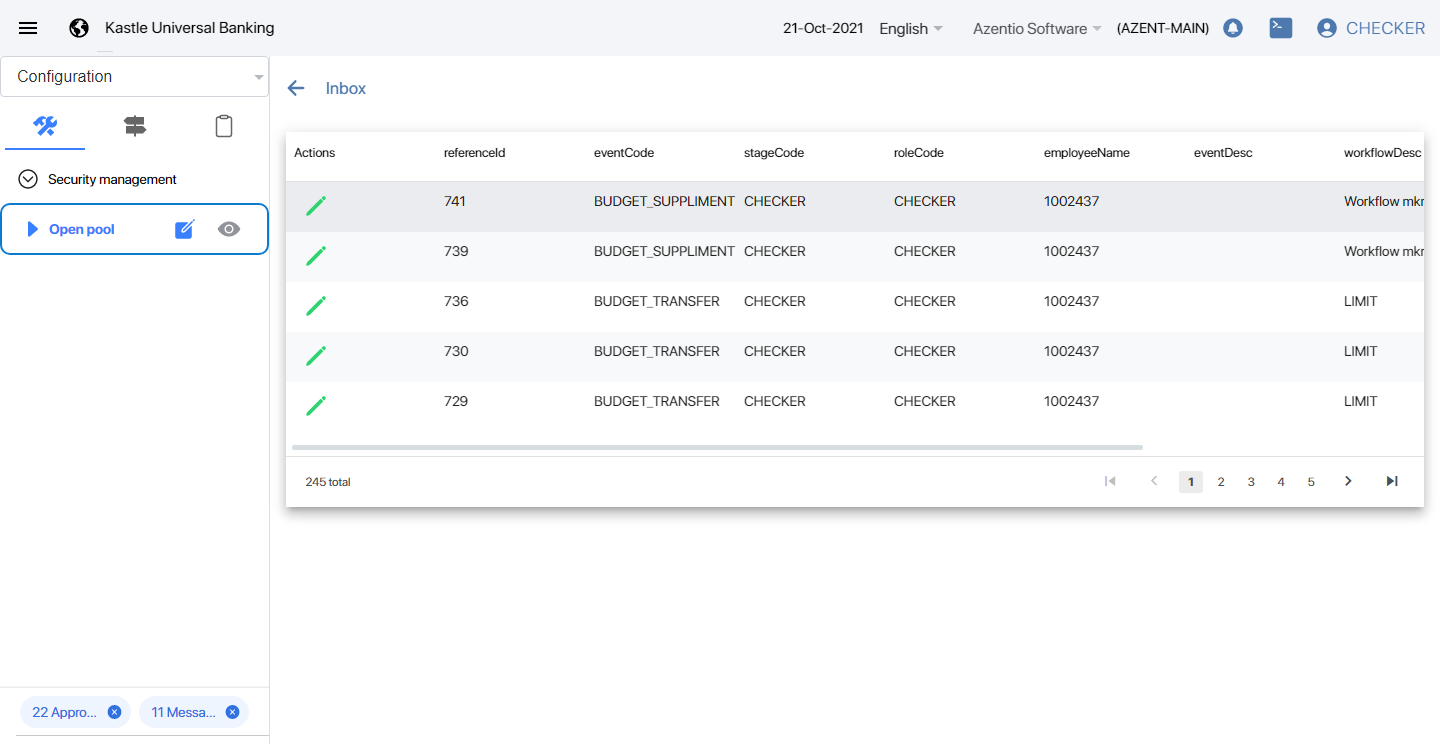 Kastle Universal Banking 21-Oct-2021 English Azentio Software (AZENT-MAIN) CHECKER
Configuration
Security management
Open pool
22 Appro... 11 Messa...
Inbox
Actions referenceId eventCode stageCode roleCode employeeName eventDesc workflowDesc
741 BUDGET_SUPPLIMENT CHECKER CHECKER 1002437 Workflow mkr
739 BUDGET_SUPPLIMENT CHECKER CHECKER 1002437 Workflow mkr
736 BUDGET_TRANSFER CHECKER CHECKER 1002437 LIMIT
730 BUDGET_TRANSFER CHECKER CHECKER 1002437 LIMIT
729 BUDGET_TRANSFER CHECKER CHECKER 1002437 LIMIT
245 total 1 2 3 4 5